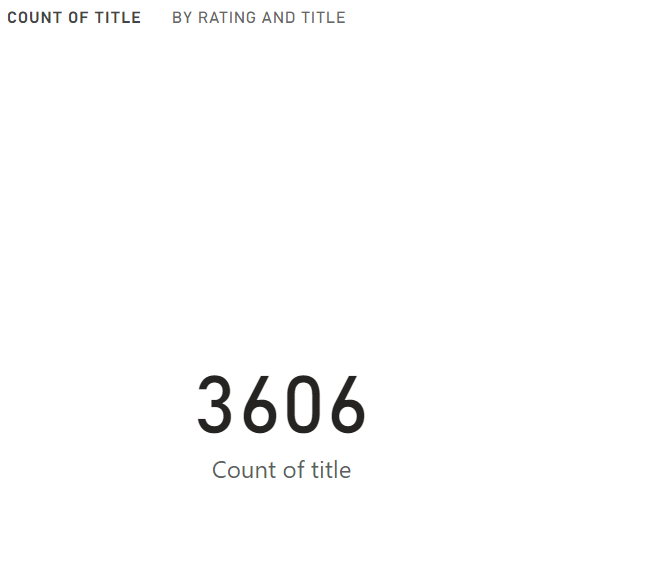 COUNT OF TITLE BY RATING AND TITLE
3606
Count of title